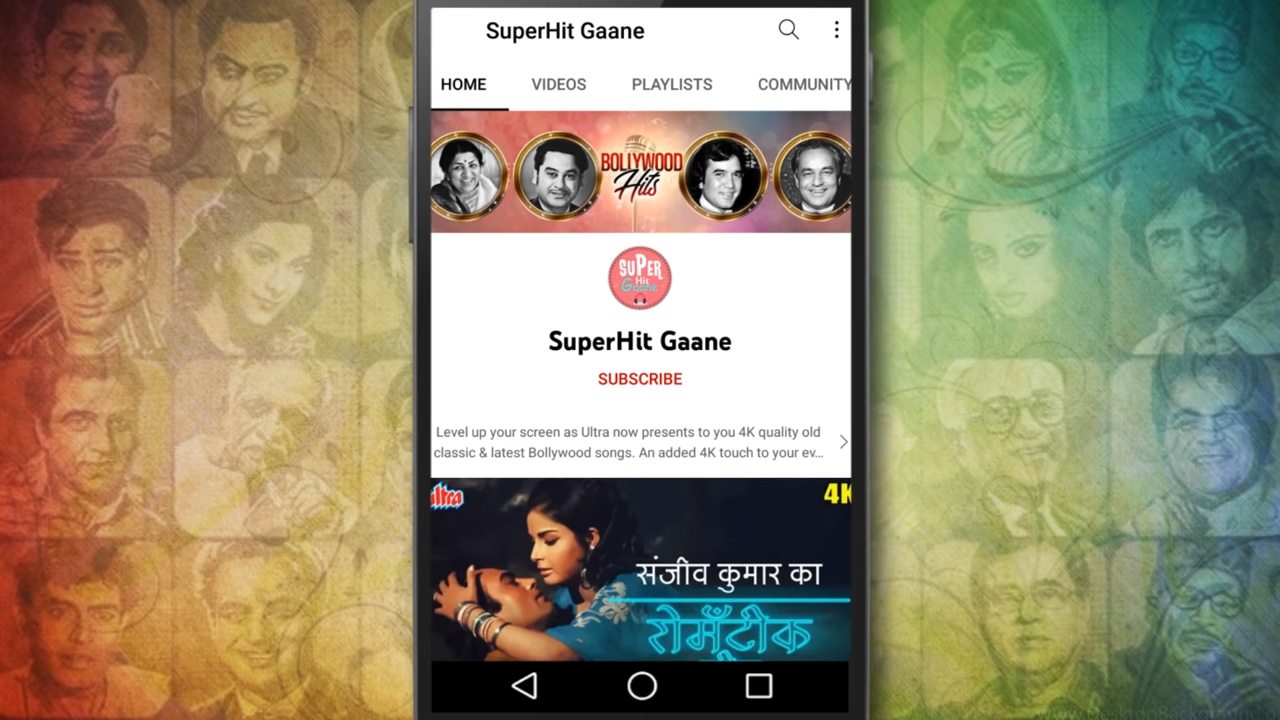 SuperHit Gaane
HOME VIDEOS PLAYLISTS COMMUNITY
BOLLYWOOD
Hits
SUPER
Hit
Gaane
SuperHit Gaane
SUBSCRIBE
Level up your screen as Ultra now presents to you 4K quality old
classic & latest Bollywood songs. An added 4K touch to your ev...
ultra 4K
संजीव कुमार का
रोमँटीक